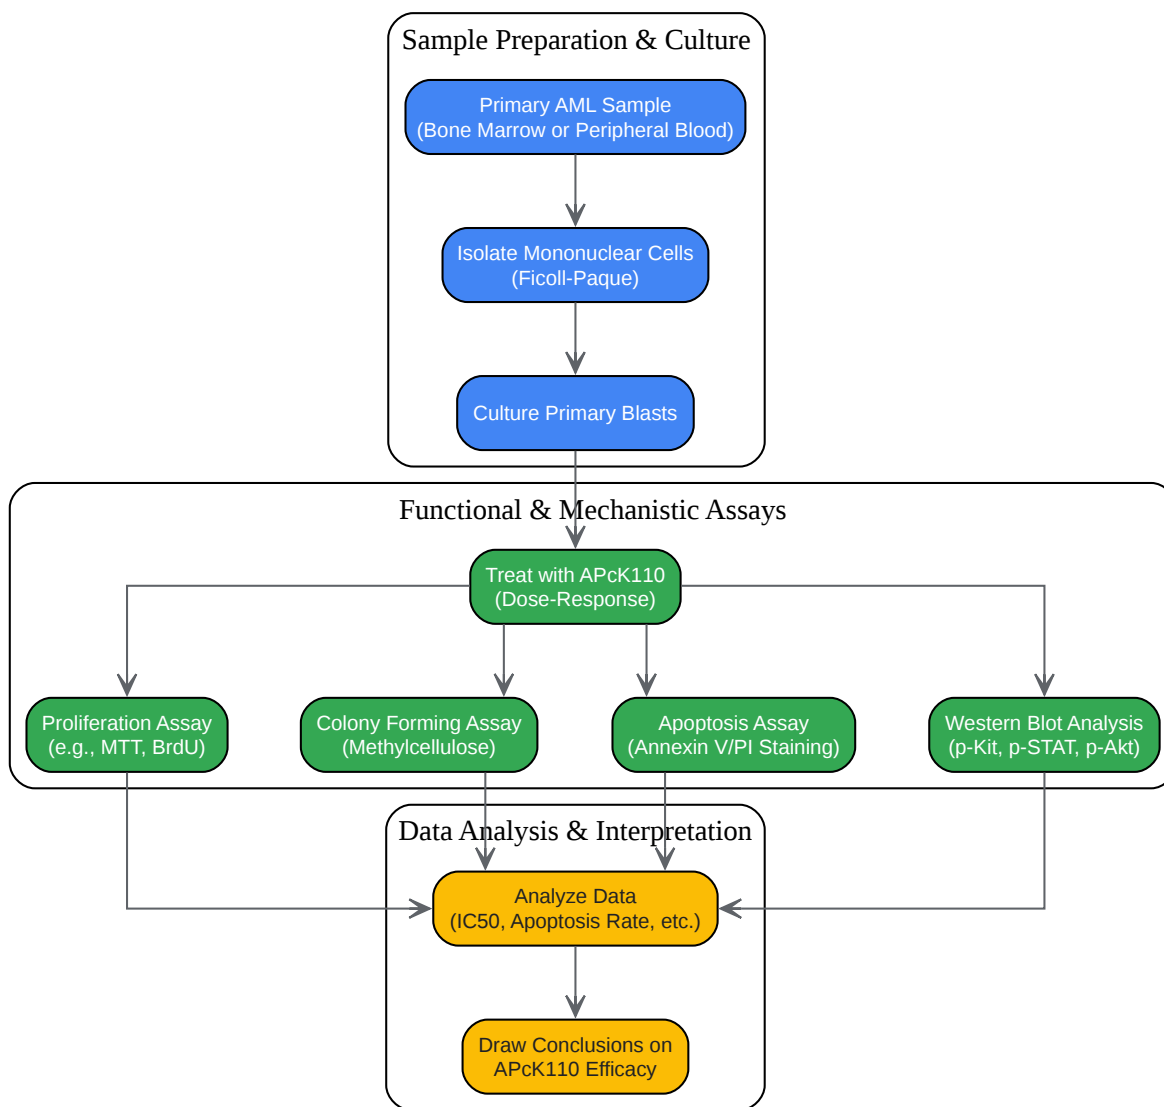 Sample Preparation & Culture
Primary AML Sample
(Bone Marrow or Peripheral Blood)
Isolate Mononuclear Cells
(Ficoll-Paque)
Culture Primary Blasts
Functional & Mechanistic Assays
Treat with APcK110
(Dose-Response)
Proliferation Assay
(e.g., MTT, BrdU)
Colony Forming Assay
(Methylcellulose)
Apoptosis Assay
(Annexin V/PI Staining)
Western Blot Analysis
(p-Kit, p-STAT, p-Akt)
Data Analysis & Interpretation
Analyze Data
(IC50, Apoptosis Rate, etc.)
Draw Conclusions on
APcK110 Efficacy